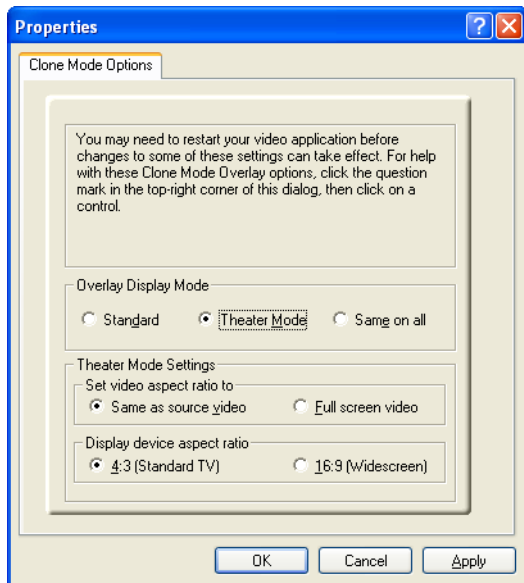 Properties
Clone Mode Options
You may need to restart your video application before
changes to some of these settings can take effect. For help
with these Clone Mode Overlay options, click the question
mark in the top-right corner of this dialog, then click on a
control.
Overlay Display Mode
Standard Theater Mode Same on all
Theater Mode Settings
Set video aspect ratio to
Same as source video Full screen video
Display device aspect ratio
4:3 (Standard TV) 16:9 (Widescreen)
OK Cancel Apply